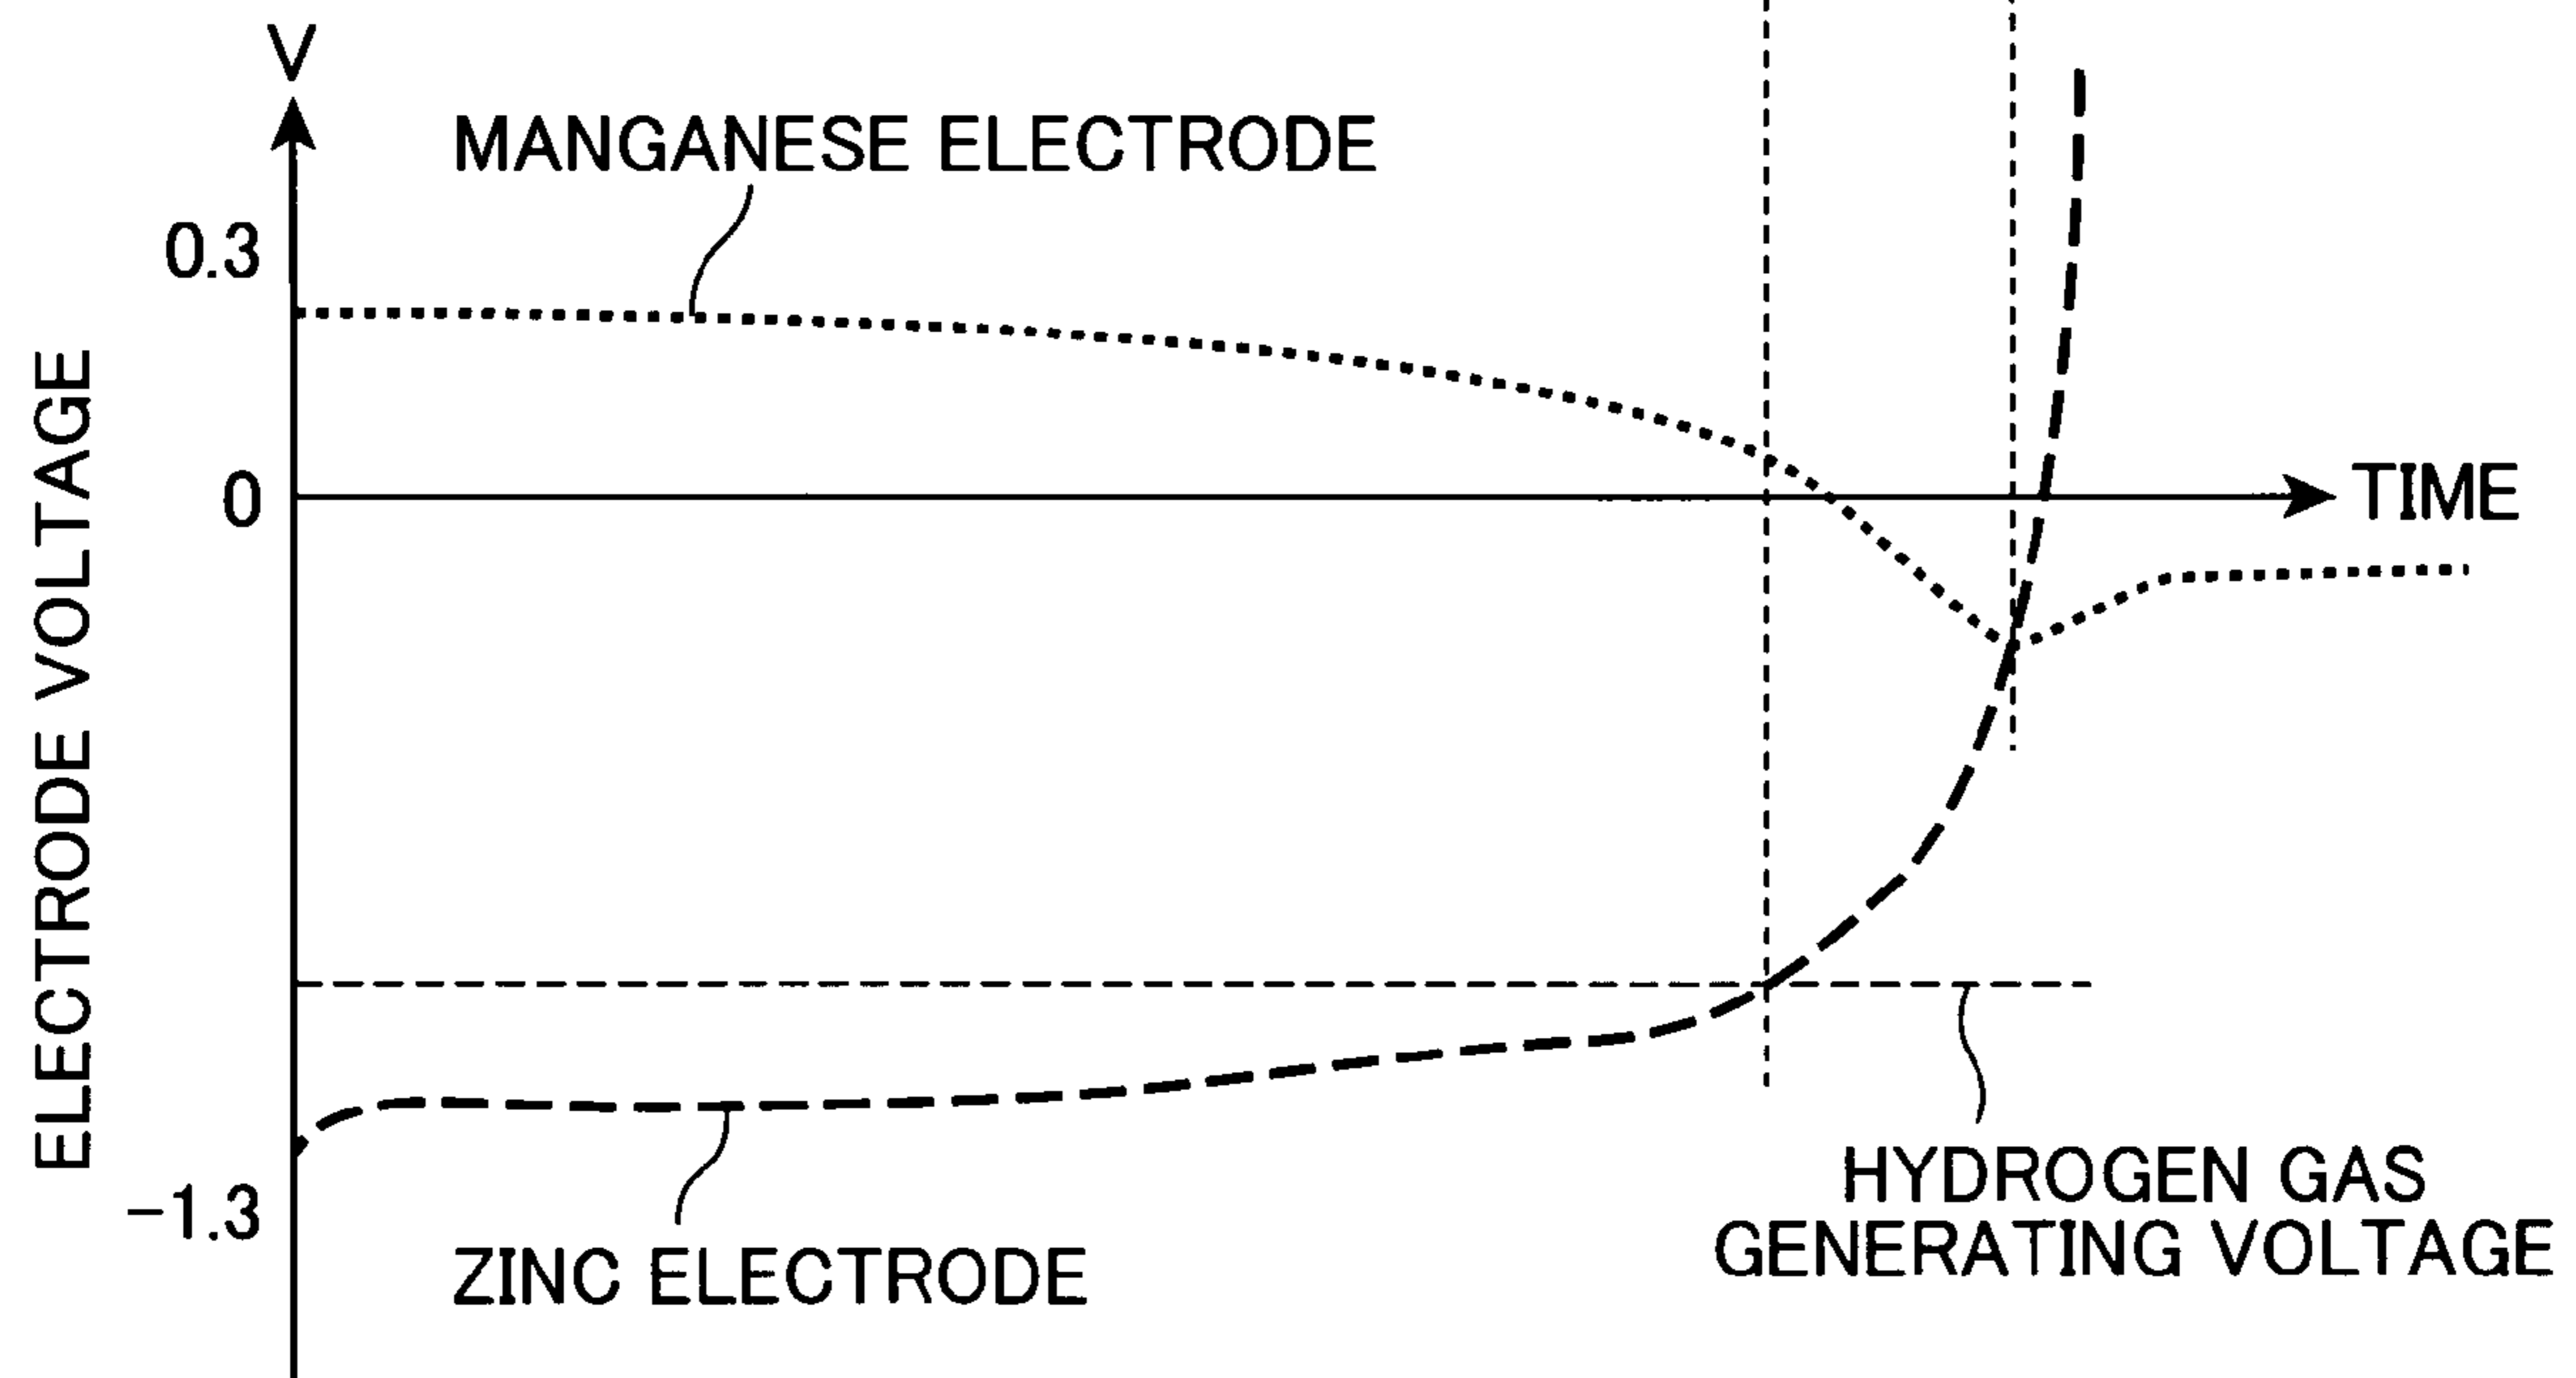 V
MANGANESE ELECTRODE
0.3
0
TIME
ELECTRODE VOLTAGE
-1.3
ZINC ELECTRODE
HYDROGEN GAS
GENERATING VOLTAGE